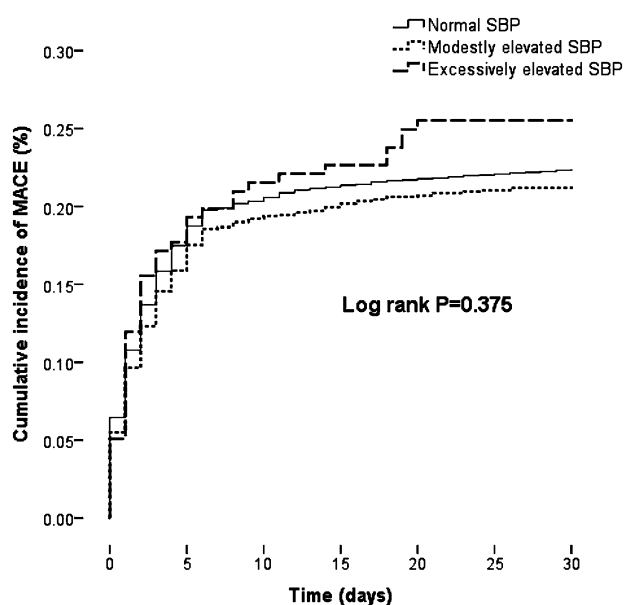 Normal SBP
Modestly elevated SBP
Excessively elevated SBP
0.30
0.25
0.20
0.15
0.10
0.05
0.00
Cumulative incidence of MACE (%)
Log rank P=0.375
0 5 10 15 20 25 30
Time (days)